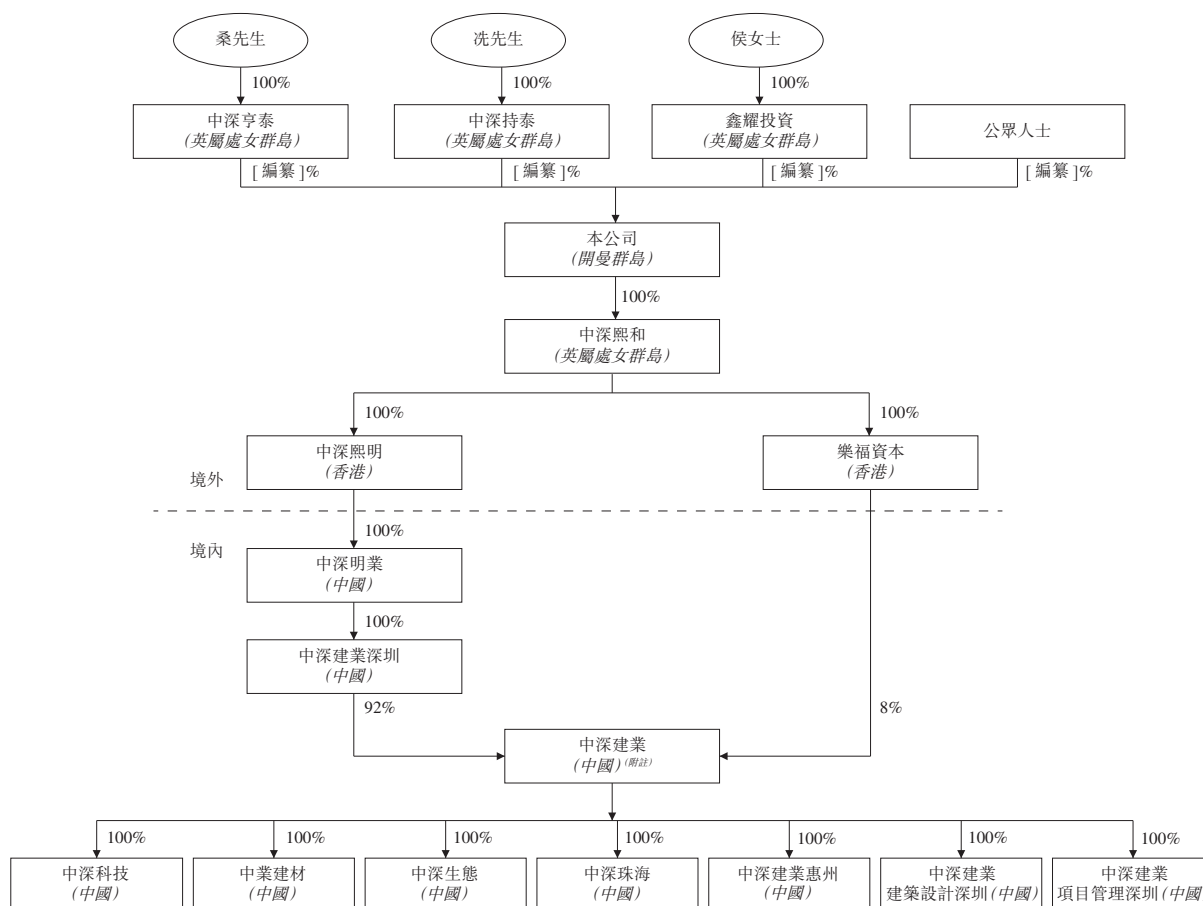 桑先生
冼先生
侯女士
100%
100%
100%
中深亨泰
(英屬處女群島)
中深持泰
(英屬處女群島)
鑫耀投資
(英屬處女群島)
公眾人士
[編纂]%
[編纂]%
[編纂]%
[編纂]%
本公司
(開曼群島)
100%
中深熙和
(英屬處女群島)
100%
100%
中深熙明
(香港)
樂福資本
(香港)
境外
境內
100%
中深明業
(中國)
100%
中深建業深圳
(中國)
92%
8%
中深建業
(中國)(附註)
100%
100%
100%
100%
100%
100%
100%
中深科技
(中國)
中業建材
(中國)
中深生態
(中國)
中深珠海
(中國)
中深建業惠州
(中國)
中深建業
建築設計深圳(中國)
中深建業
項目管理深圳(中國